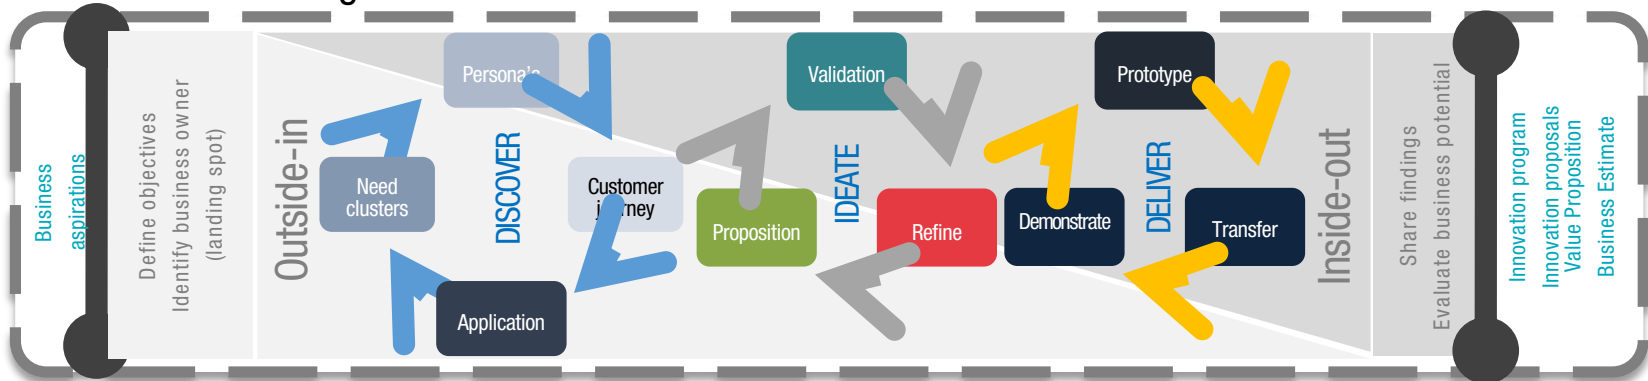 Business
aspirations
Define objectives
Identify business owner
(landing spot)
Outside-in
Need
clusters
Persona's
DISCOVER
Customer
journey
Application
Proposition
Validation
IDEATE
Refine
Demonstrate
Prototype
DELIVER
Transfer
Inside-out
Share findings
Evaluate business potential
Innovation program
Innovation proposals
Value Proposition
Business Estimate